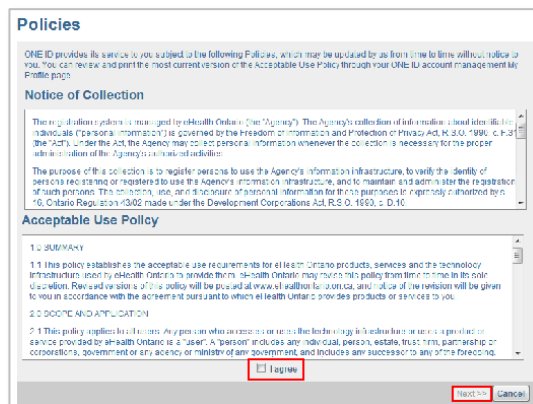 Policies
ONE ID provides its service to you subject to the following Policies, which may be updated by us from time to time without notice to
you. You can review and print the most current version of the Acceptable Use Policy through your ONE ID account management My
Profile page.
Notice of Collection
The registration system is managed by eHealth Ontario (the "Agency"). The Agency's collection of information about identifiable
individuals ("personal information") is governed by the Freedom of Information and Protection of Privacy Act, R.S.O. 1990, c. F.31
(the "Act"). Under the Act, the Agency may collect personal information whenever the collection is necessary for the proper
administration of the Agency's authorized activities.
The purpose of this collection is to register persons to use the Agency's information infrastructure, to verify the identity of
persons registering or registered to use the Agency's information infrastructure, and to maintain and administer the registration
of such persons. The collection, use, and disclosure of personal information for these purposes is expressly authorized by s.
16, Ontario Regulation 43/02 made under the Development Corporations Act, R.S.O. 1990, c. D.10.
Acceptable Use Policy
1.0 SUMMARY
1.1 This policy establishes the acceptable use requirements for eHealth Ontario products, services and the technology
infrastructure used by eHealth Ontario to provide them. eHealth Ontario may revise this policy from time to time in its sole
discretion. Revised versions of this policy will be posted at www.ehealthontario.on.ca, and notice of the revision will be given
to you in accordance with the agreement pursuant to which eHealth Ontario provides products or services to you.
2.0 SCOPE AND APPLICATION
2.1 This policy applies to all users. Any person who accesses or uses the technology infrastructure or uses a product or
service provided by eHealth Ontario is a "user". A "person" includes any individual, person, estate, trust, firm, partnership or
corporations, government or any agency or ministry of any government, and includes any successor to any of the foregoing.
I agree
Next >> Cancel